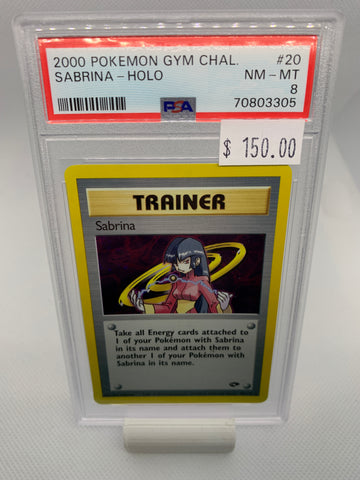 2000 POKEMON GYM CHAL. #20
SABRINA - HOLO NM - MT
8
PSA 70803305
$ 150.00
TRAINER
Sabrina
Take all Energy cards attached to
1 of your Pokémon with Sabrina
in its name and attach them to
another 1 of your Pokémon with
Sabrina in its name.